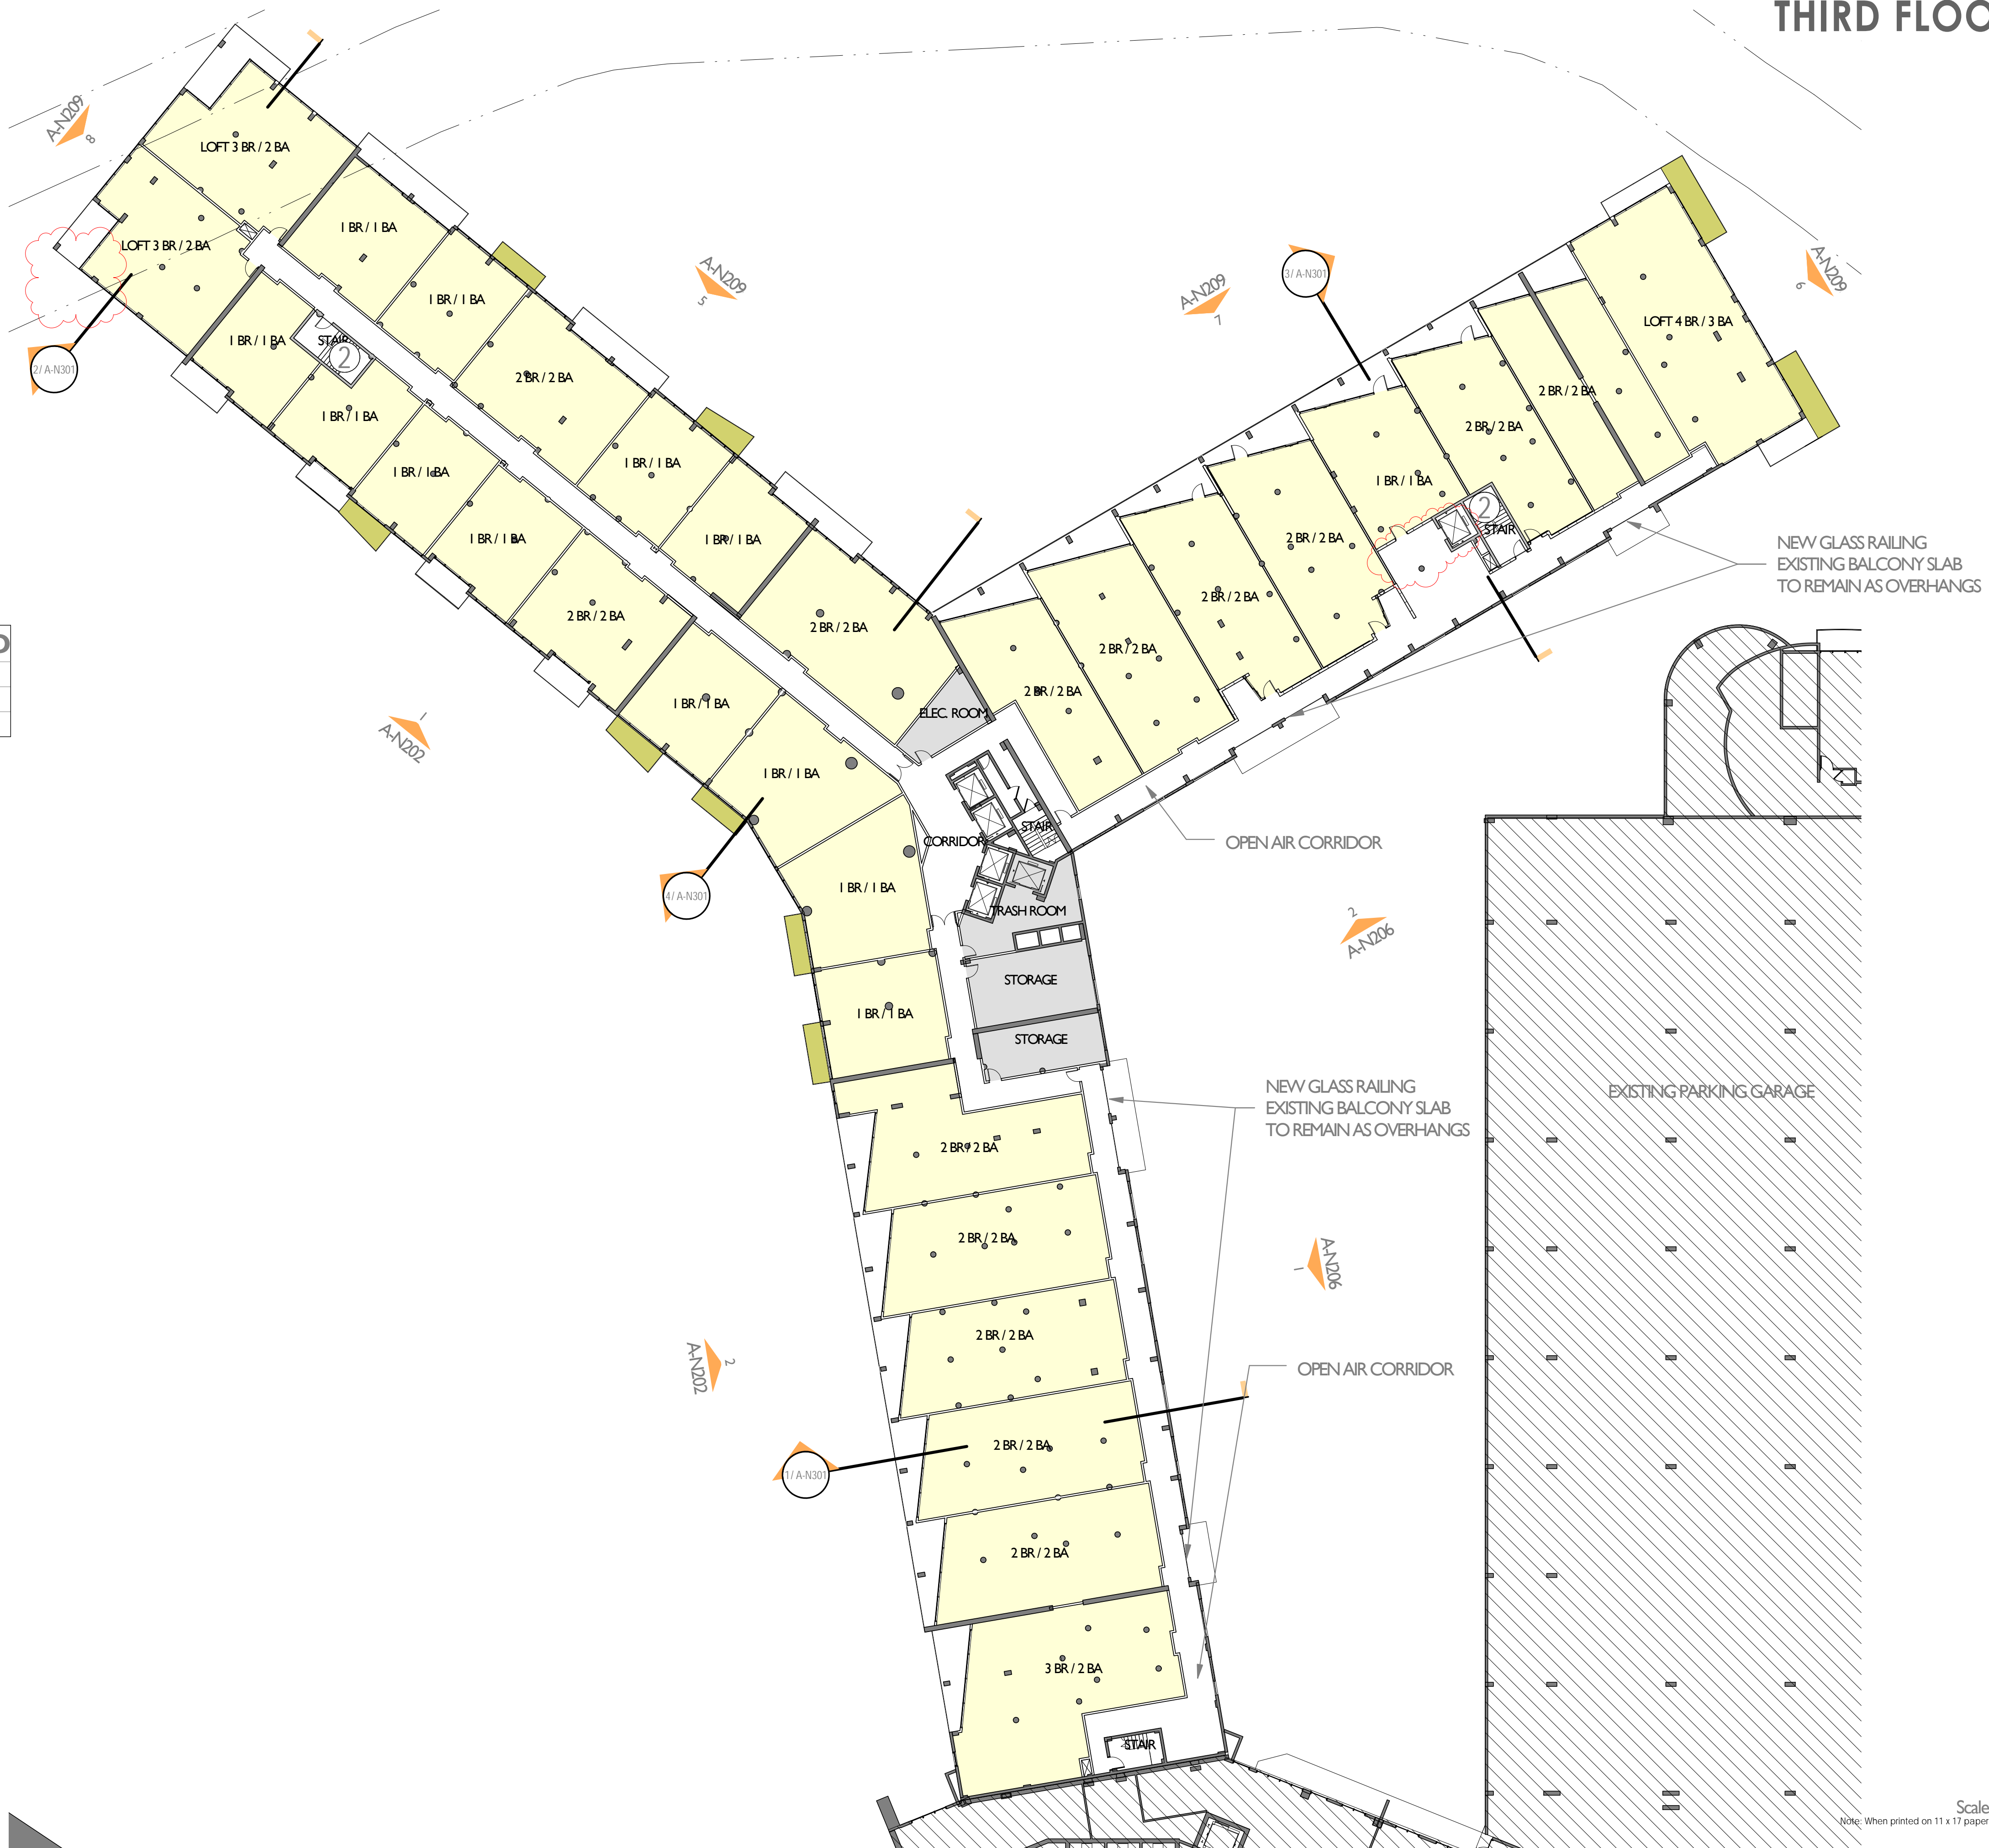 THIRD FLOO
A-N209
8
LOFT 3 BR / 2 BA
LOFT 3 BR / 2 BA
1 BR / 1 BA
1 BR / 1 BA
2 BR / 2 BA
1 BR / 1 BA
1 BR / 1 BA
2 BR / 2 BA
ELEC. ROOM
1 BR / 1 BA
STAIR
2
1 BR / 1 BA
1 BR / 1 BA
1 BR / 1 BA
2 BR / 2 BA
1 BR / 1 BA
1 BR / 1 BA
1 BR / 1 BA
1 BR / 1 BA
2/ A-N301
A-N209
5
A-N209
7
3/ A-N301
A-N209
6
LOFT 4 BR / 3 BA
2 BR / 2 BA
2 BR / 2 BA
1 BR / 1 BA
2
STAIR
2 BR / 2 BA
2 BR / 2 BA
2 BR / 2 BA
2 BR / 2 BA
NEW GLASS RAILING
EXISTING BALCONY SLAB
TO REMAIN AS OVERHANGS
D
1
A-N202
4/ A-N301
OPEN AIR CORRIDOR
STAIR
CORRIDOR
TRASH ROOM
STORAGE
STORAGE
2
A-N206
NEW GLASS RAILING
EXISTING BALCONY SLAB
TO REMAIN AS OVERHANGS
EXISTING PARKING GARAGE
2 BR / 2 BA
2 BR / 2 BA
2 BR / 2 BA
2 BR / 2 BA
2 BR / 2 BA
3 BR / 2 BA
STAIR
A-N206
1
A-N202
2
OPEN AIR CORRIDOR
1/ A-N301
Scale
Note: When printed on 11 x 17 paper